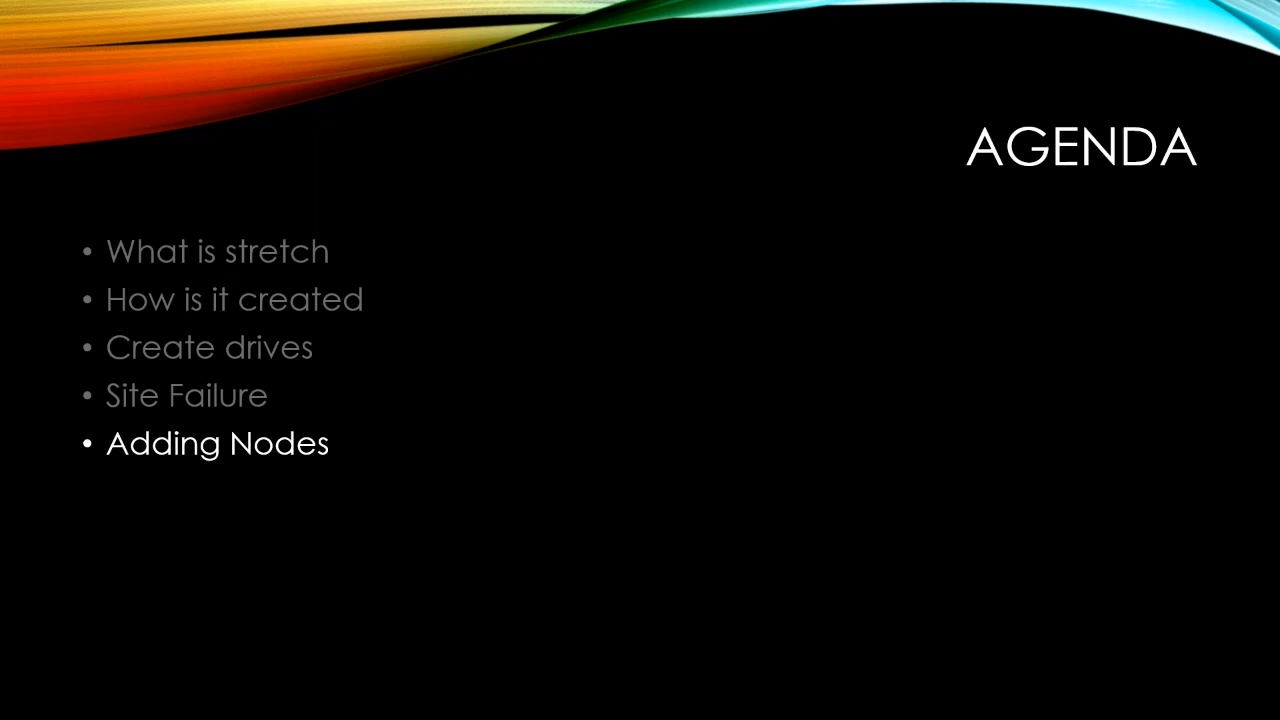 AGENDA
• What is stretch
• How is it created
• Create drives
• Site Failure
• Adding Nodes